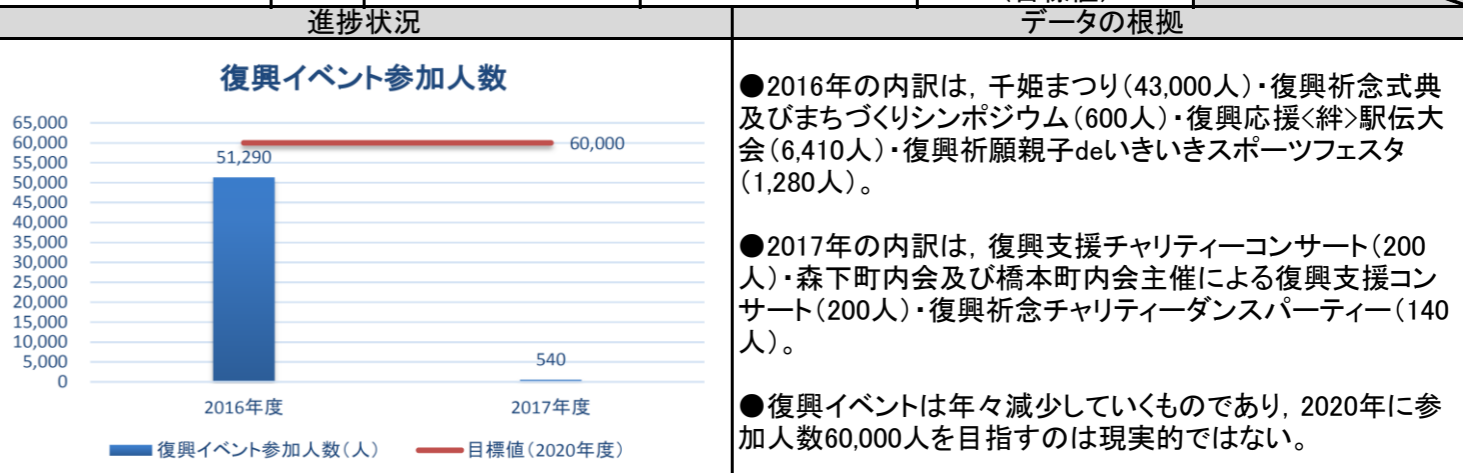 進捗状況
データの根拠
復興イベント参加人数
65,000
60,000
55,000
50,000
45,000
40,000
35,000
30,000
25,000
20,000
15,000
10,000
5,000
0
51,290
60,000
540
2016年度
2017年度
復興イベント参加人数(人)
目標値(2020年度)
●2016年の内訳は，千姫まつり(43,000人)・復興祈念式典
及びまちづくりシンポジウム(600人)・復興応援<絆>駅伝大
会(6,410人)・復興祈願親子deいきいきスポーツフェスタ
(1,280人)。
●2017年の内訳は，復興支援チャリティーコンサート(200
人)・森下町内会及び橋本町内会主催による復興支援コン
サート(200人)・復興祈念チャリティーダンスパーティー(140
人)。
●復興イベントは年々減少していくものであり，2020年に参
加人数60,000人を目指すのは現実的ではない。